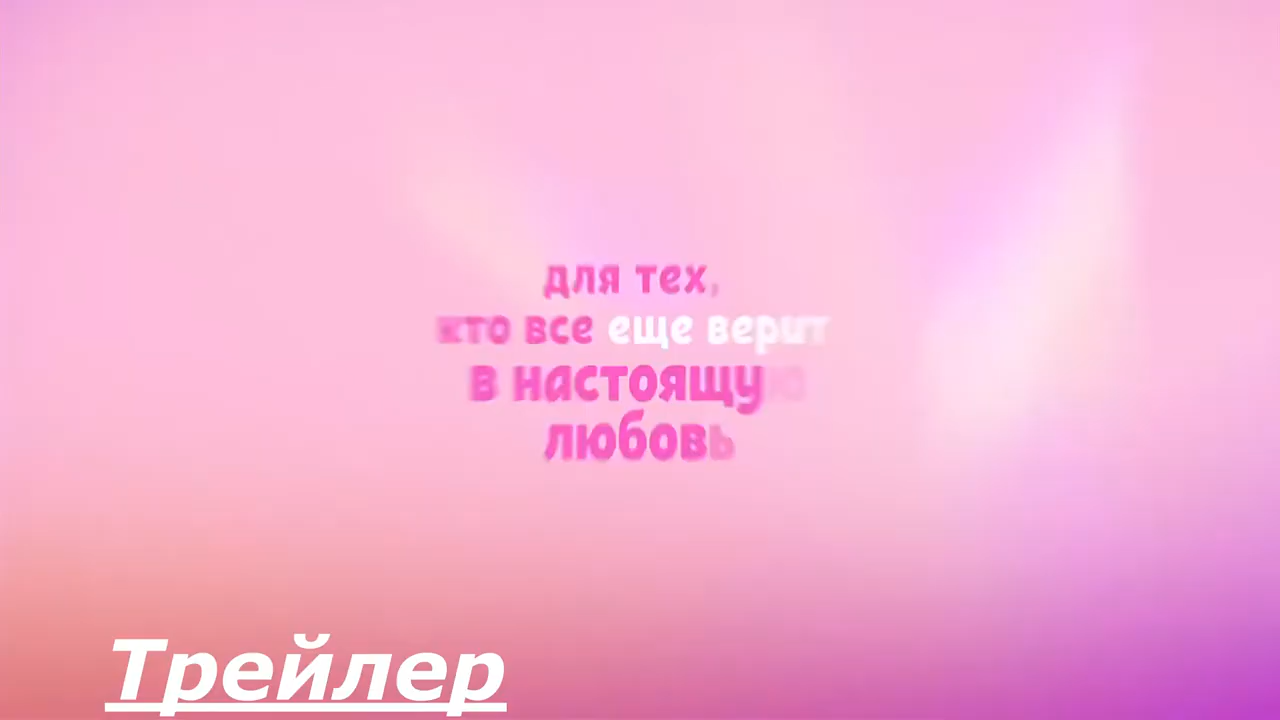 для тех,
кто все еще верит
в настоящую
любовь
Трейлер